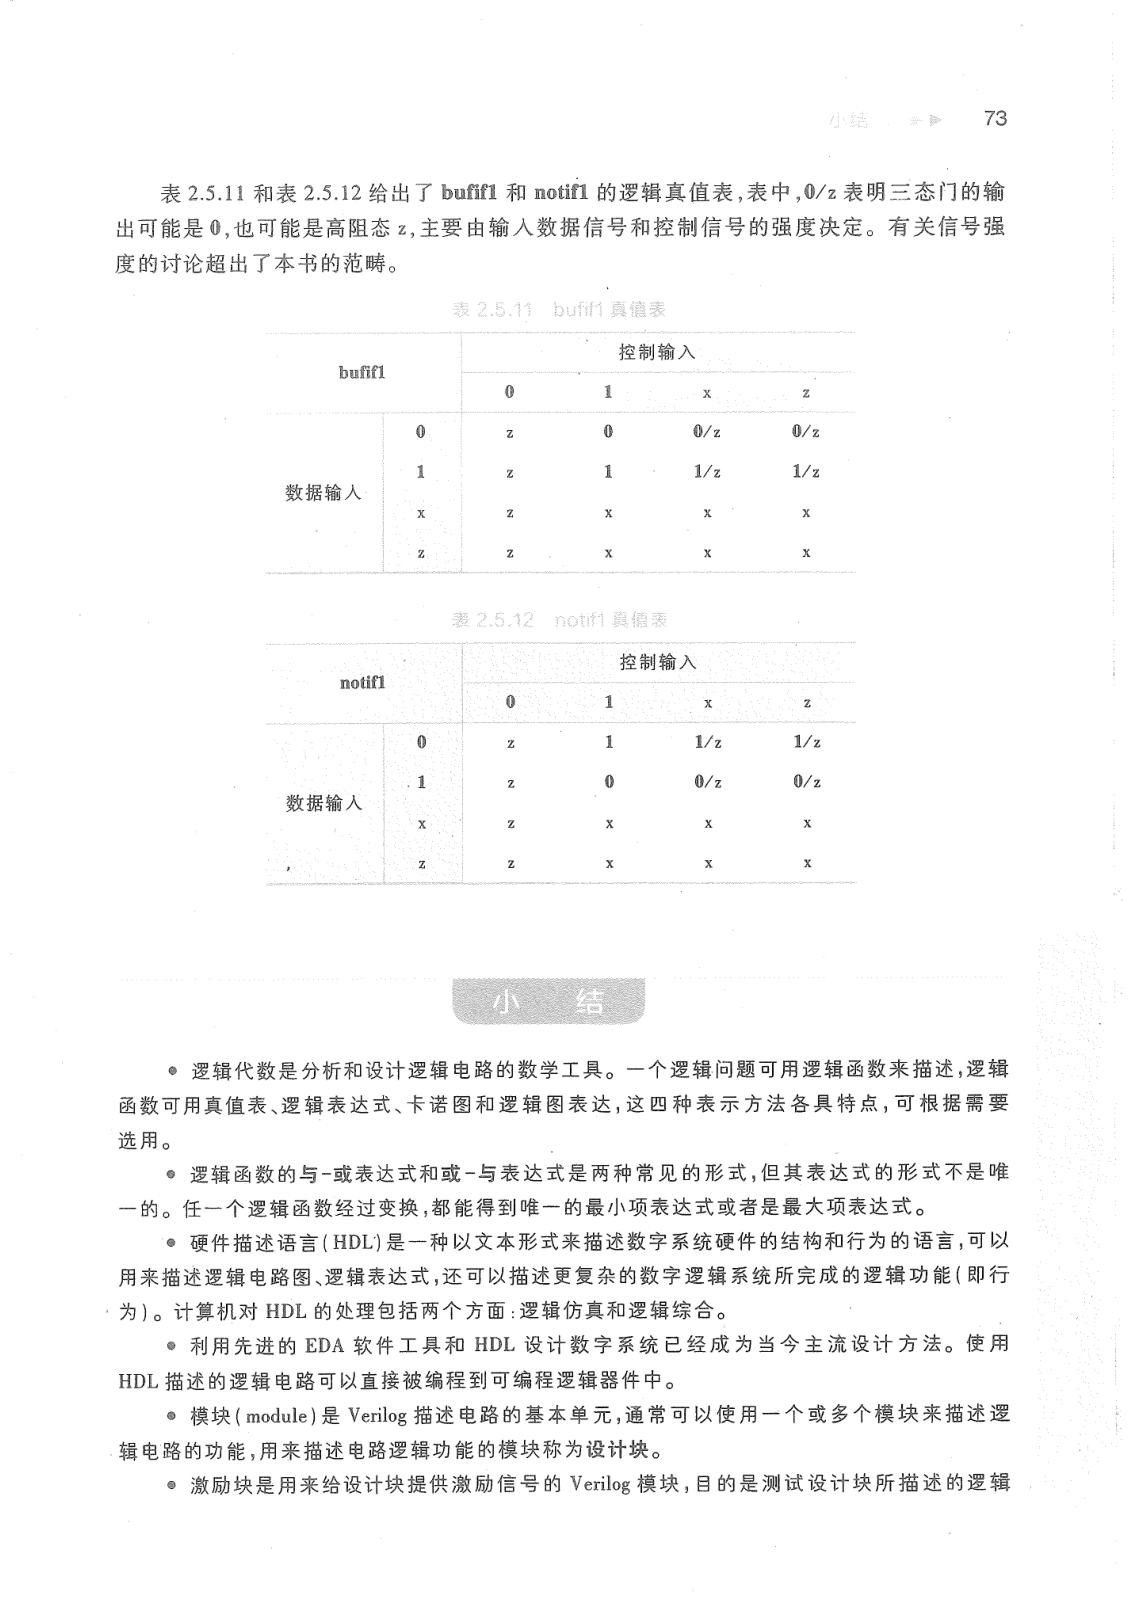 小结 73
表 2.5.11 和表 2.5.12 给出了 bufif1 和 notif1 的逻辑真值表,表中,0/z 表明三态门的输
出可能是 0,也可能是高阻态 z,主要由输入数据信号和控制信号的强度决定。有关信号强
度的讨论超出了本书的范畴。
表 2.5.11 bufif1 真值表
bufif1 控制输入
0 1 x z
数据输入
0 z 0 0/z 0/z
1 z 1 1/z 1/z
x z x x x
z z x x x
表 2.5.12 notif1 真值表
notif1 控制输入
0 1 x z
数据输入
0 z 1 1/z 1/z
1 z 0 0/z 0/z
x z x x x
z z x x x
小 结
● 逻辑代数是分析和设计逻辑电路的数学工具。一个逻辑问题可用逻辑函数来描述,逻辑
函数可用真值表、逻辑表达式、卡诺图和逻辑图表达,这四种表示方法各具特点,可根据需要
选用。
● 逻辑函数的与-或表达式和或-与表达式是两种常见的形式,但其表达式的形式不是唯
一的。任一个逻辑函数经过变换,都能得到唯一的最小项表达式或者是最大项表达式。
● 硬件描述语言(HDL)是一种以文本形式来描述数字系统硬件的结构和行为的语言,可以
用来描述逻辑电路图、逻辑表达式,还可以描述更复杂的数字逻辑系统所完成的逻辑功能(即行
为)。计算机对 HDL 的处理包括两个方面:逻辑仿真和逻辑综合。
● 利用先进的 EDA 软件工具和 HDL 设计数字系统已经成为当今主流设计方法。使用
HDL 描述的逻辑电路可以直接被编程到可编程逻辑器件中。
● 模块(module)是 Verilog 描述电路的基本单元,通常可以使用一个或多个模块来描述逻
辑电路的功能,用来描述电路逻辑功能的模块称为设计块。
● 激励块是用来给设计块提供激励信号的 Verilog 模块,目的是测试设计块所描述的逻辑